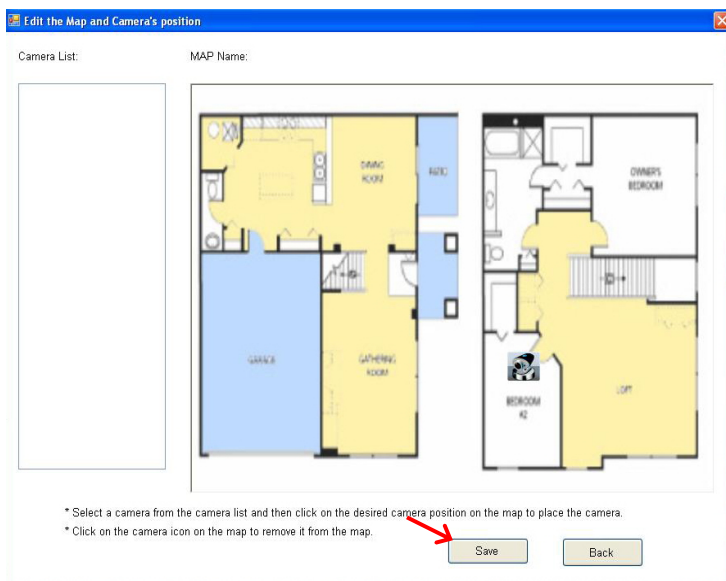 Edit the Map and Camera's position
Camera List:
MAP Name:
DINING
ROOM
PATIO
OWNER'S
BEDROOM
GARAGE
GATHERING
ROOM
BEDROOM
#2
LOFT
* Select a camera from the camera list and then click on the desired camera position on the map to place the camera.
* Click on the camera icon on the map to remove it from the map.
Save
Back